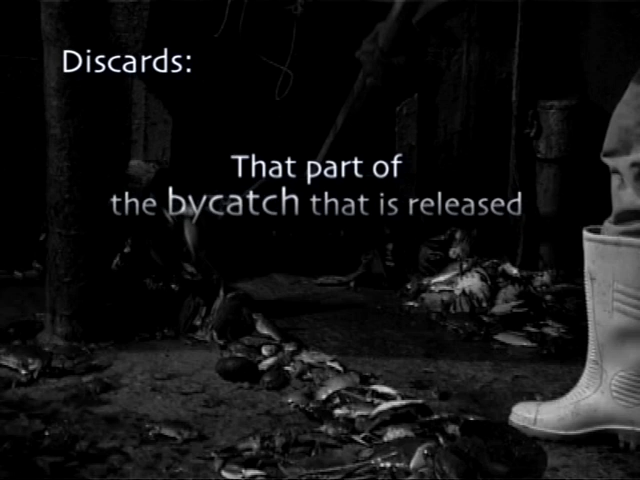 Discards:
That part of
the bycatch that is released